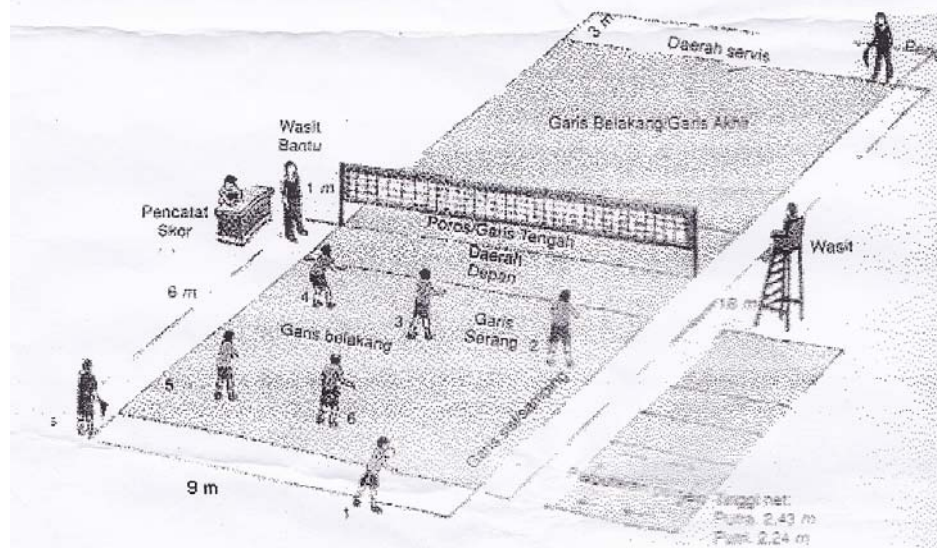 3 m
Daerah servis
Garis Belakang/Garis Akhir
Wasit
Bantu
1 m
Pencatat
Skor
Poros/Garis Tengah
Daerah
Depan
Wasit
6 m
4
3
Garis
Serang
2
18 m
Garis belakang
5
6
9 m
1
Tinggi net:
Putra. 2,43 m
Putri. 2,24 m